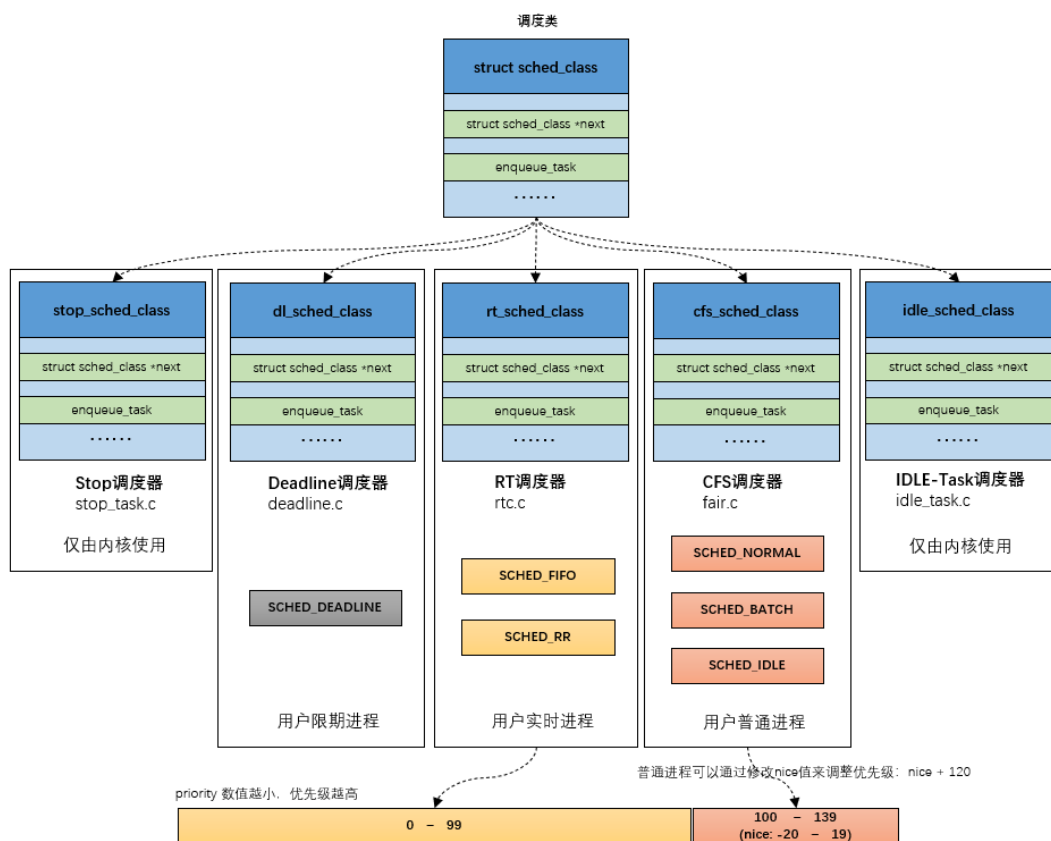 调度类
struct sched_class
struct sched_class *next
enqueue_task
......
stop_sched_class
struct sched_class *next
enqueue_task
......
Stop调度器
stop_task.c
仅由内核使用
dl_sched_class
struct sched_class *next
enqueue_task
......
Deadline调度器
deadline.c
SCHED_DEADLINE
用户限期进程
rt_sched_class
struct sched_class *next
enqueue_task
......
RT调度器
rtc.c
SCHED_FIFO
SCHED_RR
用户实时进程
cfs_sched_class
struct sched_class *next
enqueue_task
......
CFS调度器
fair.c
SCHED_NORMAL
SCHED_BATCH
SCHED_IDLE
用户普通进程
idle_sched_class
struct sched_class *next
enqueue_task
......
IDLE-Task调度器
idle_task.c
仅由内核使用
普通进程可以通过修改nice值来调整优先级：nice + 120
priority 数值越小，优先级越高
0 – 99
100 – 139
(nice: -20 – 19)